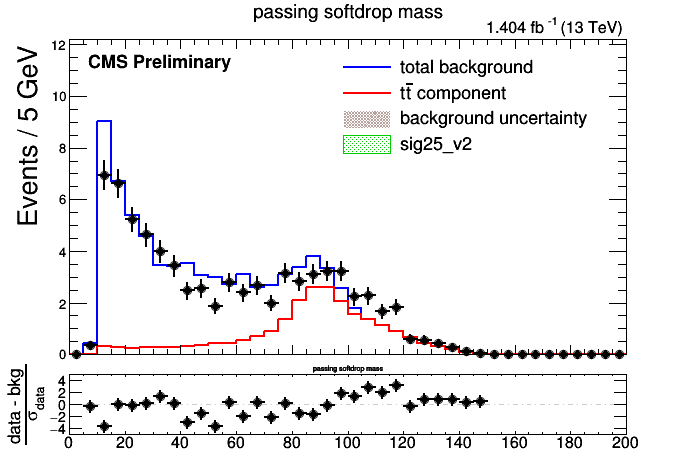 passing softdrop mass
1.404 fb⁻¹ (13 TeV)
CMS Preliminary
total background
tt̄ component
background uncertainty
sig25_v2
Events / 5 GeV
12
10
8
6
4
2
0
passing softdrop mass
data - bkg
σ data
4
2
0
−2
−4
0 20 40 60 80 100 120 140 160 180 200